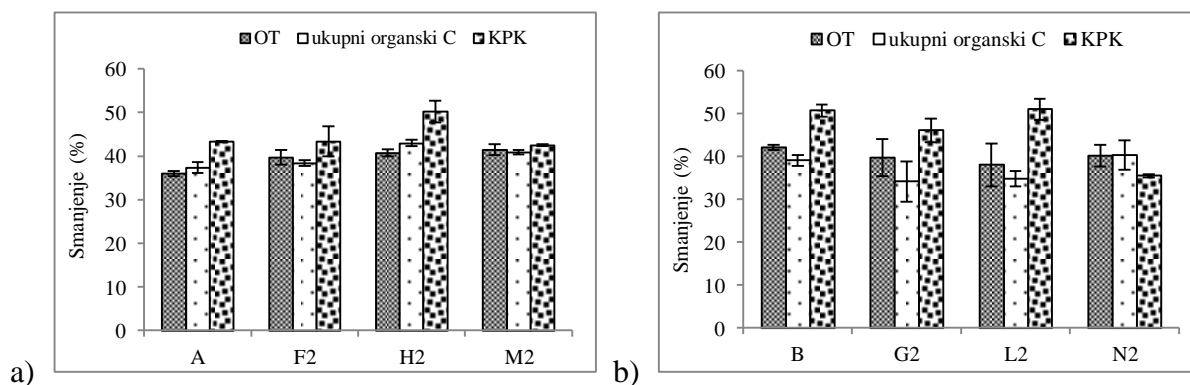 OT ukupni organski C KPK
Smanjenje (%)
60
50
40
30
20
10
0
A F2 H2 M2
a)
OT ukupni organski C KPK
Smanjenje (%)
60
50
40
30
20
10
0
B G2 L2 N2
b)